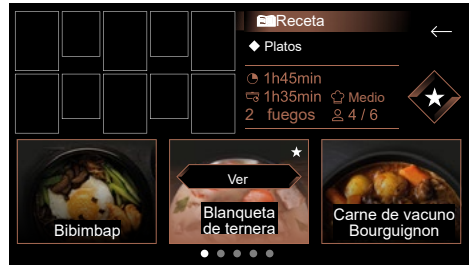 Receta
Platos
1h45min
1h35min Medio
2 fuegos 4 / 6
Ver
Bibimbap
Blanqueta
de ternera
Carne de vacuno
Bourguignon